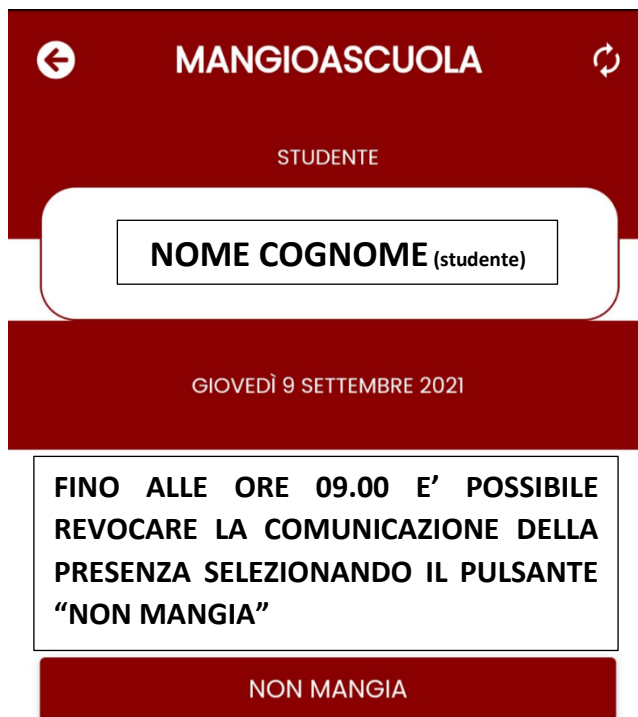 MANGIOASCUOLA
STUDENTE
NOME COGNOME (studente)
GIOVEDÌ 9 SETTEMBRE 2021
FINO ALLE ORE 09.00 E’ POSSIBILE
REVOCARE LA COMUNICAZIONE DELLA
PRESENZA SELEZIONANDO IL PULSANTE
“NON MANGIA”
NON MANGIA